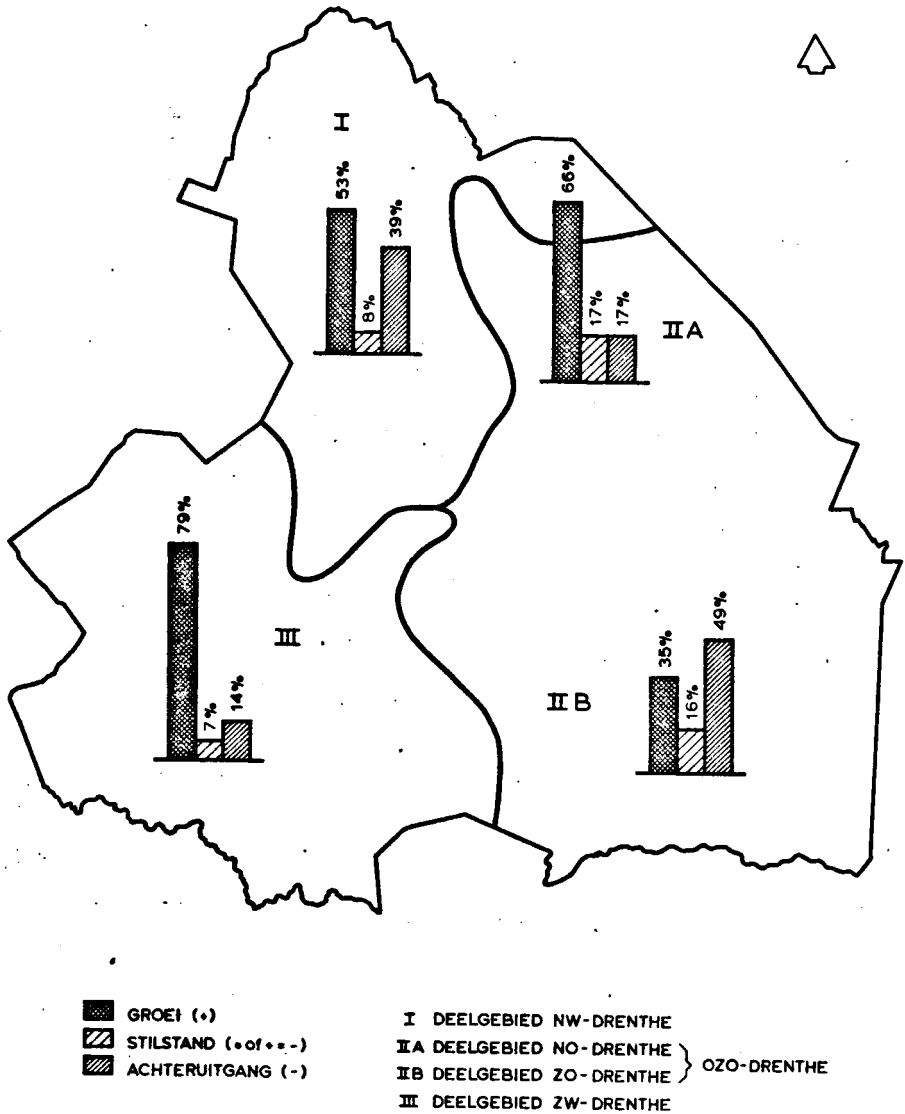 I
53%
8%
39%
66%
17%
17%
IIA
79%
7%
14%
III
35%
16%
49%
IIB
GROEI (+)
STILSTAND (o of + = -)
ACHTERUITGANG (-)
I DEELGEBIED NW-DRENTHE
IIA DEELGEBIED NO-DRENTHE
IIB DEELGEBIED ZO-DRENTHE
OZO-DRENTHE
III DEELGEBIED ZW-DRENTHE